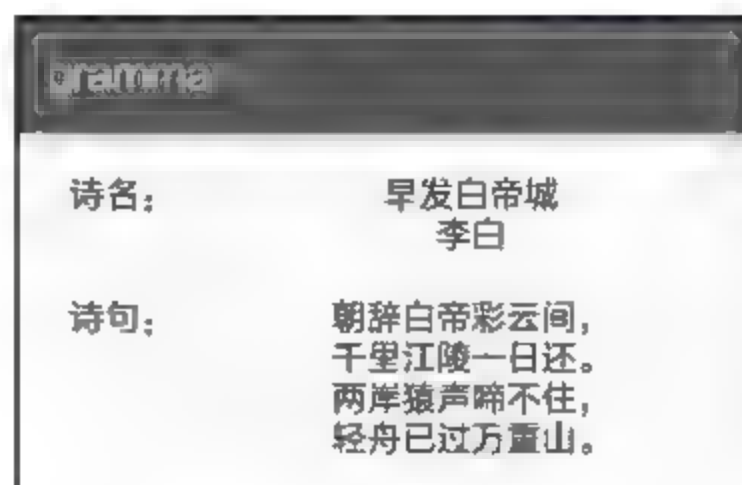 grammar
诗名：
早发白帝城
李白
诗句：
朝辞白帝彩云间，
千里江陵一日还。
两岸猿声啼不住，
轻舟已过万重山。